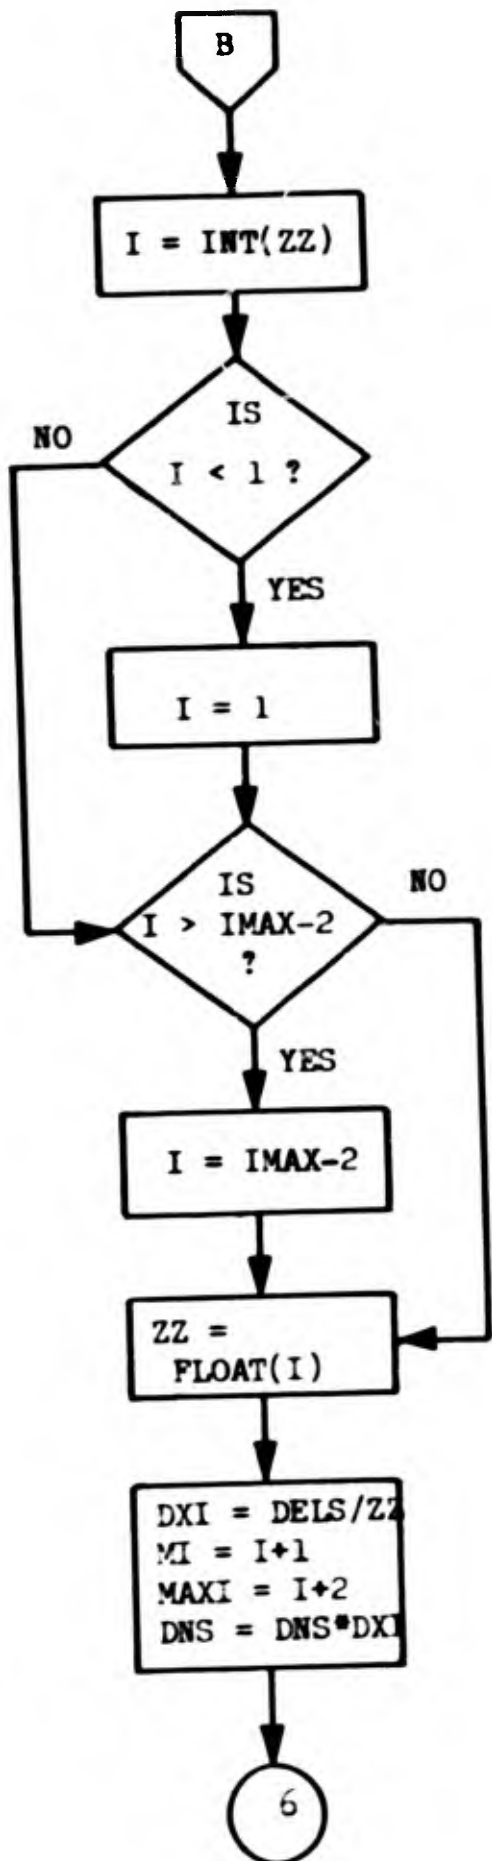 B
I = INT(ZZ)
IS
NO
I < 1 ?
YES
I = 1
IS
NO
I > IMAX-2
?
YES
I = IMAX-2
ZZ =
FLOAT(I)
DXI = DELS/ZZ
MI = I+1
MAXI = I+2
DNS = DNS*DXI
6